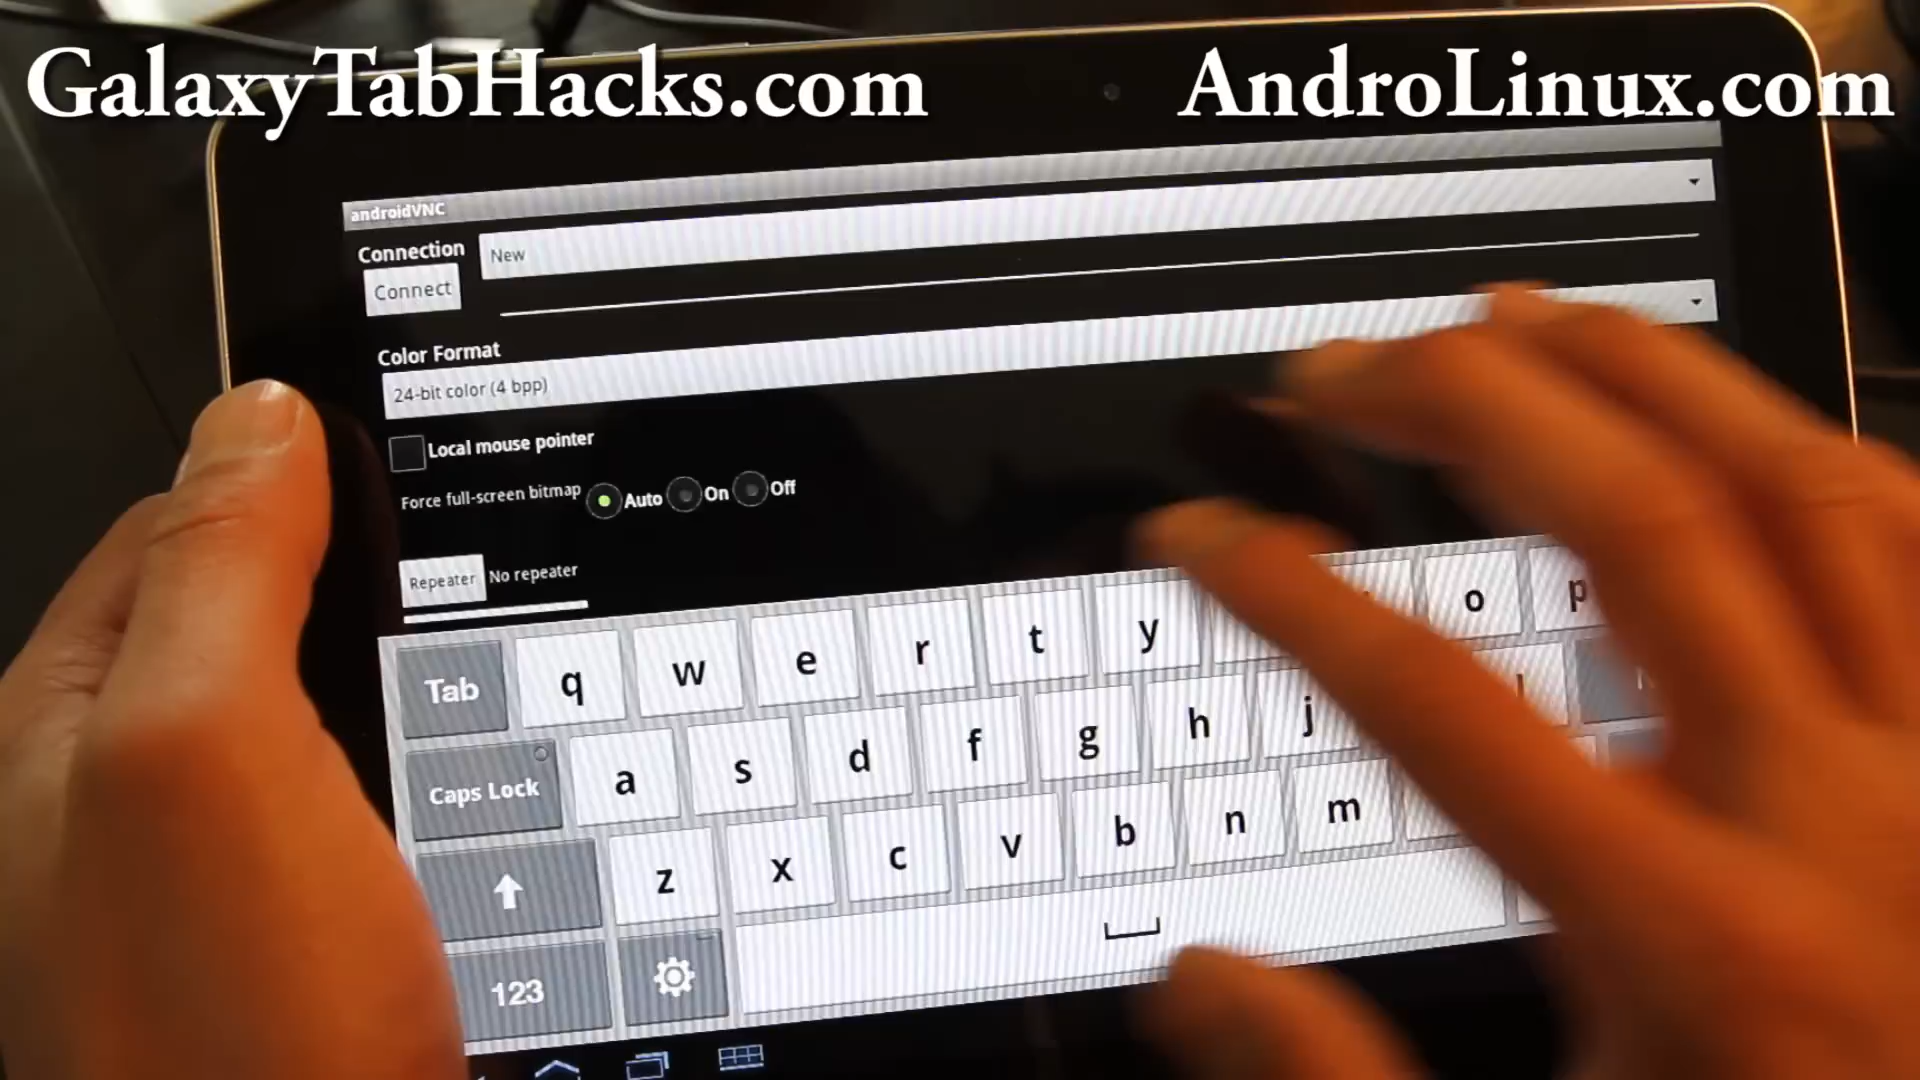 GalaxyTabHacks.com
AndroLinux.com
androidVNC
Connection
New
Connect
Color Format
24-bit color (4 bpp)
Local mouse pointer
Force full-screen bitmap Auto On Off
Repeater No repeater
Tab q w e r t y o p
Caps Lock a s d f g h j
z x c v b n m
123